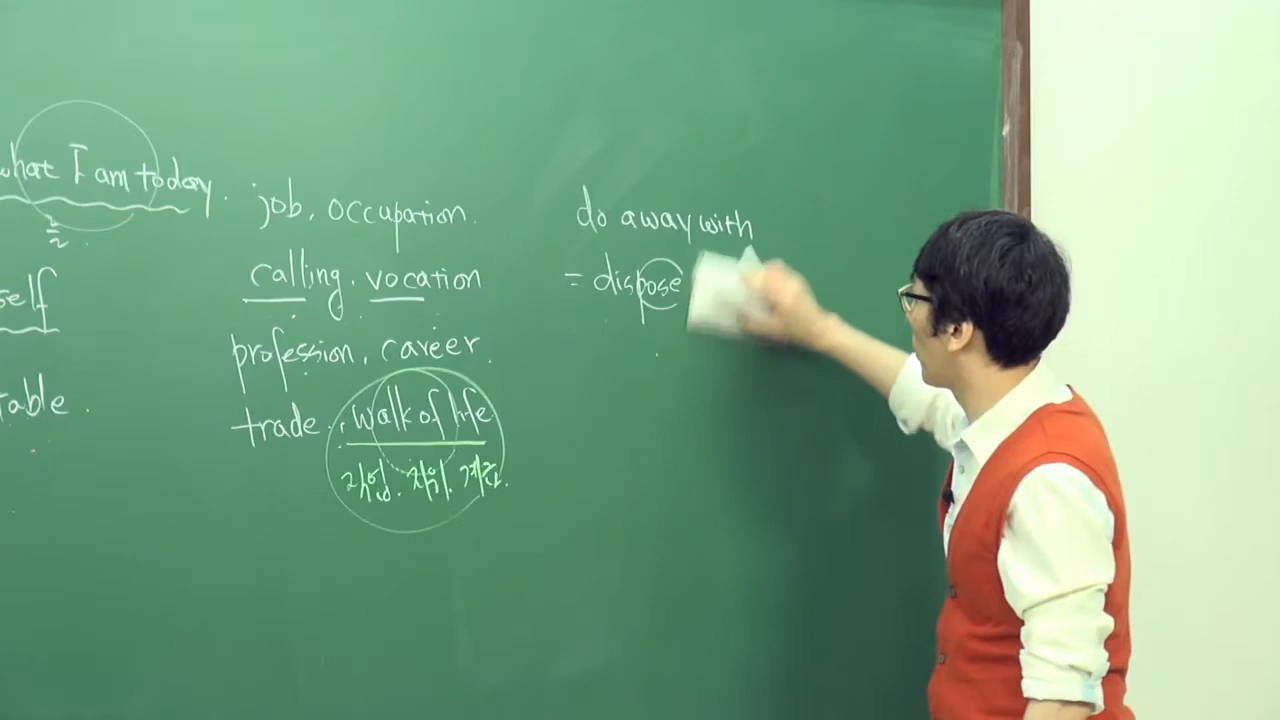 what I am today.
self
table.
job. occupation.
calling. vocation
profession. career.
trade. walk of life
직업. 직위. 계급.
do away with
= dispose